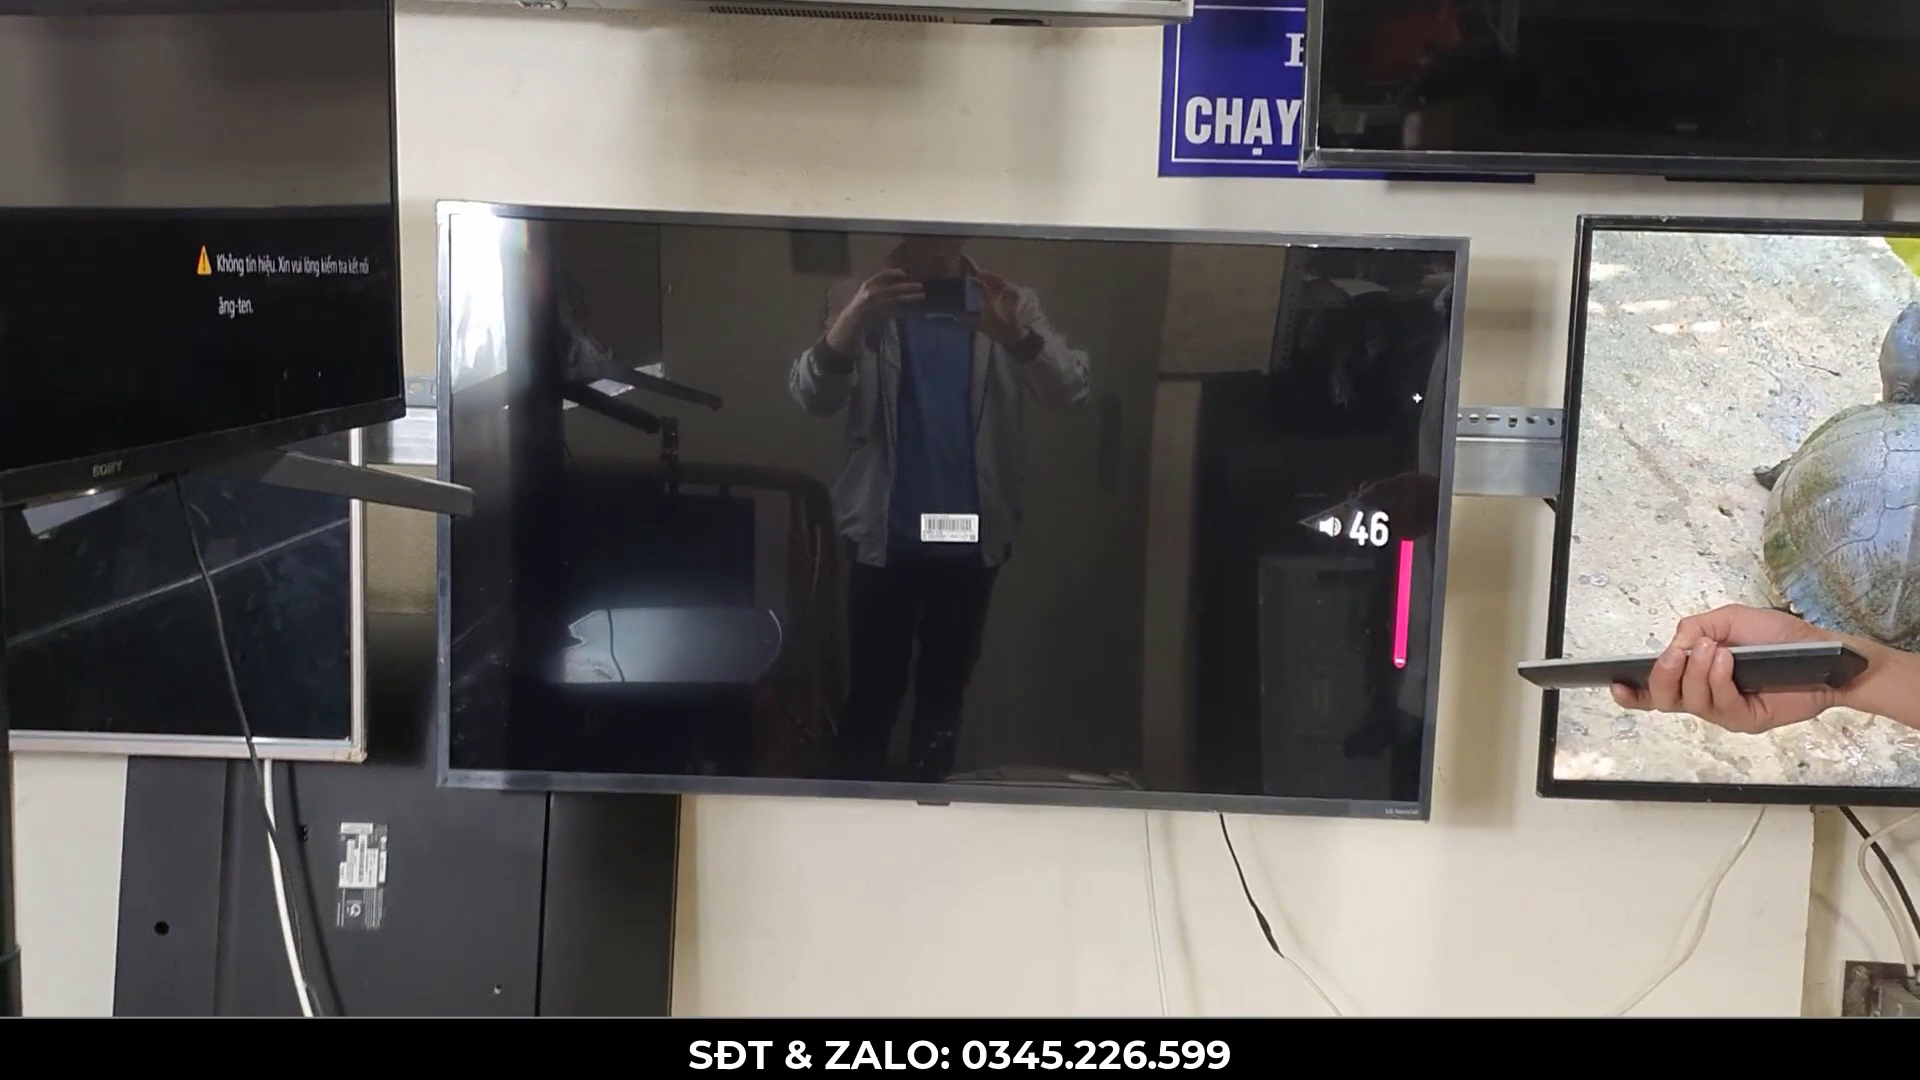 CHẠY
Không tín hiệu. Xin vui lòng kiểm tra kết nối
ăng-ten.
SONY
46
SĐT & ZALO: 0345.226.599